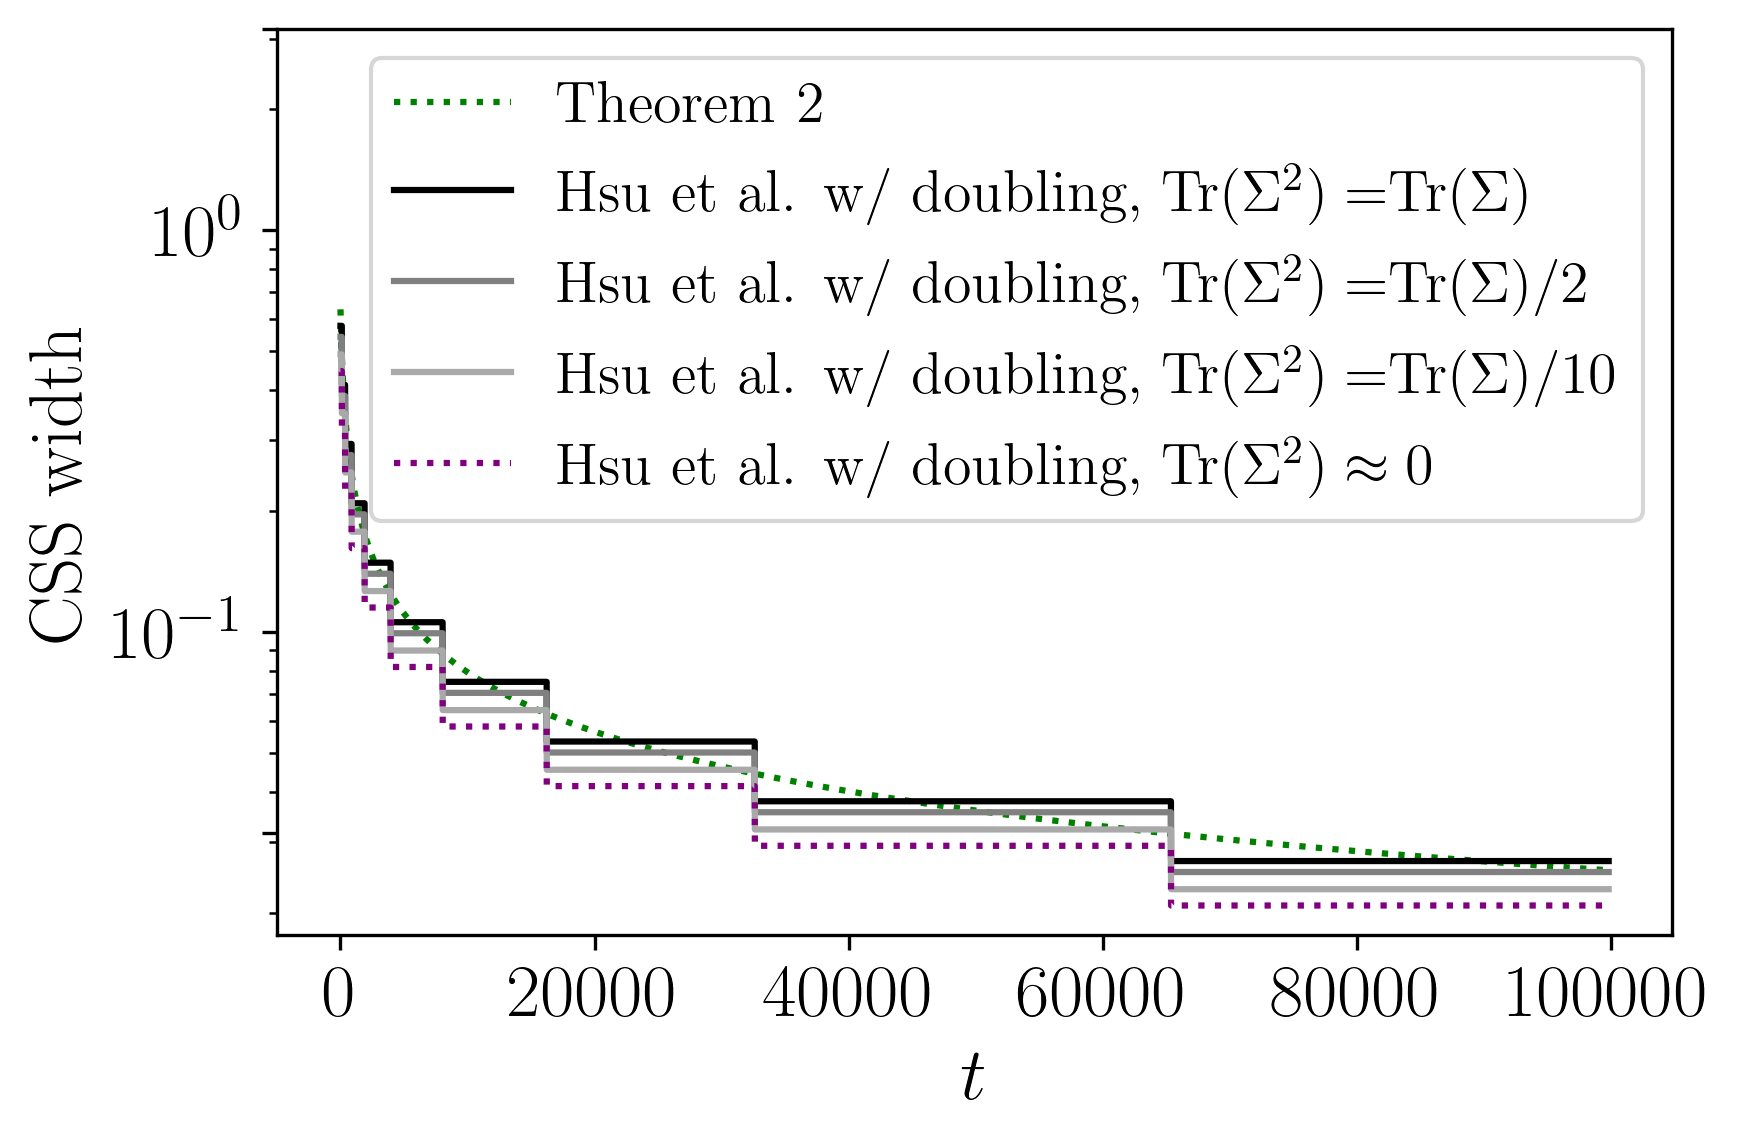 Theorem 2
Hsu et al. w/ doubling, Tr(Σ²) =Tr(Σ)
Hsu et al. w/ doubling, Tr(Σ²) =Tr(Σ)/2
Hsu et al. w/ doubling, Tr(Σ²) =Tr(Σ)/10
Hsu et al. w/ doubling, Tr(Σ²) ≈ 0
CSS width
10⁰
10⁻¹
0 20000 40000 60000 80000 100000
t